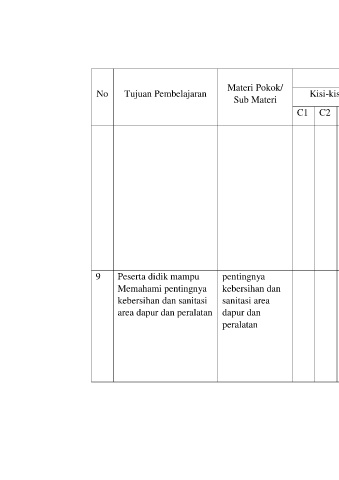 No
Tujuan Pembelajaran
Materi Pokok/
Sub Materi
Kisi-kis
C1
C2
9
Peserta didik mampu
Memahami pentingnya
kebersihan dan sanitasi
area dapur dan peralatan
pentingnya
kebersihan dan
sanitasi area
dapur dan
peralatan